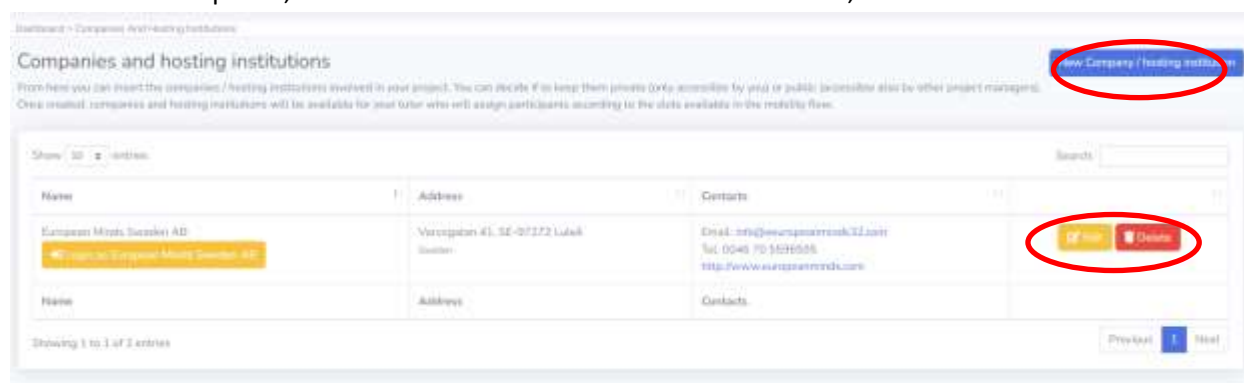 Dashboard > Companies And Hosting Institutions
Companies and hosting institutions
New Company / hosting institution
From here you can insert the companies / hosting institutions involved in your project. You can decide if to keep them private (only accessible by you) or public (accessible also by other project managers).
Once created, companies and hosting institutions will be available for your tutor who will assign participants according to the slots available in the mobility flow.
Show 10 entries
Search:
Name Address Contacts
European Minds Sweden AB
Login as European Minds Sweden AB
41, SE-97272 Luleå
Sweden
Email:
Tel. 0046 70
http://www.europeanminds.com
Edit Delete
Name Address Contacts
Showing 1 to 1 of 1 entries
Previous 1 Next